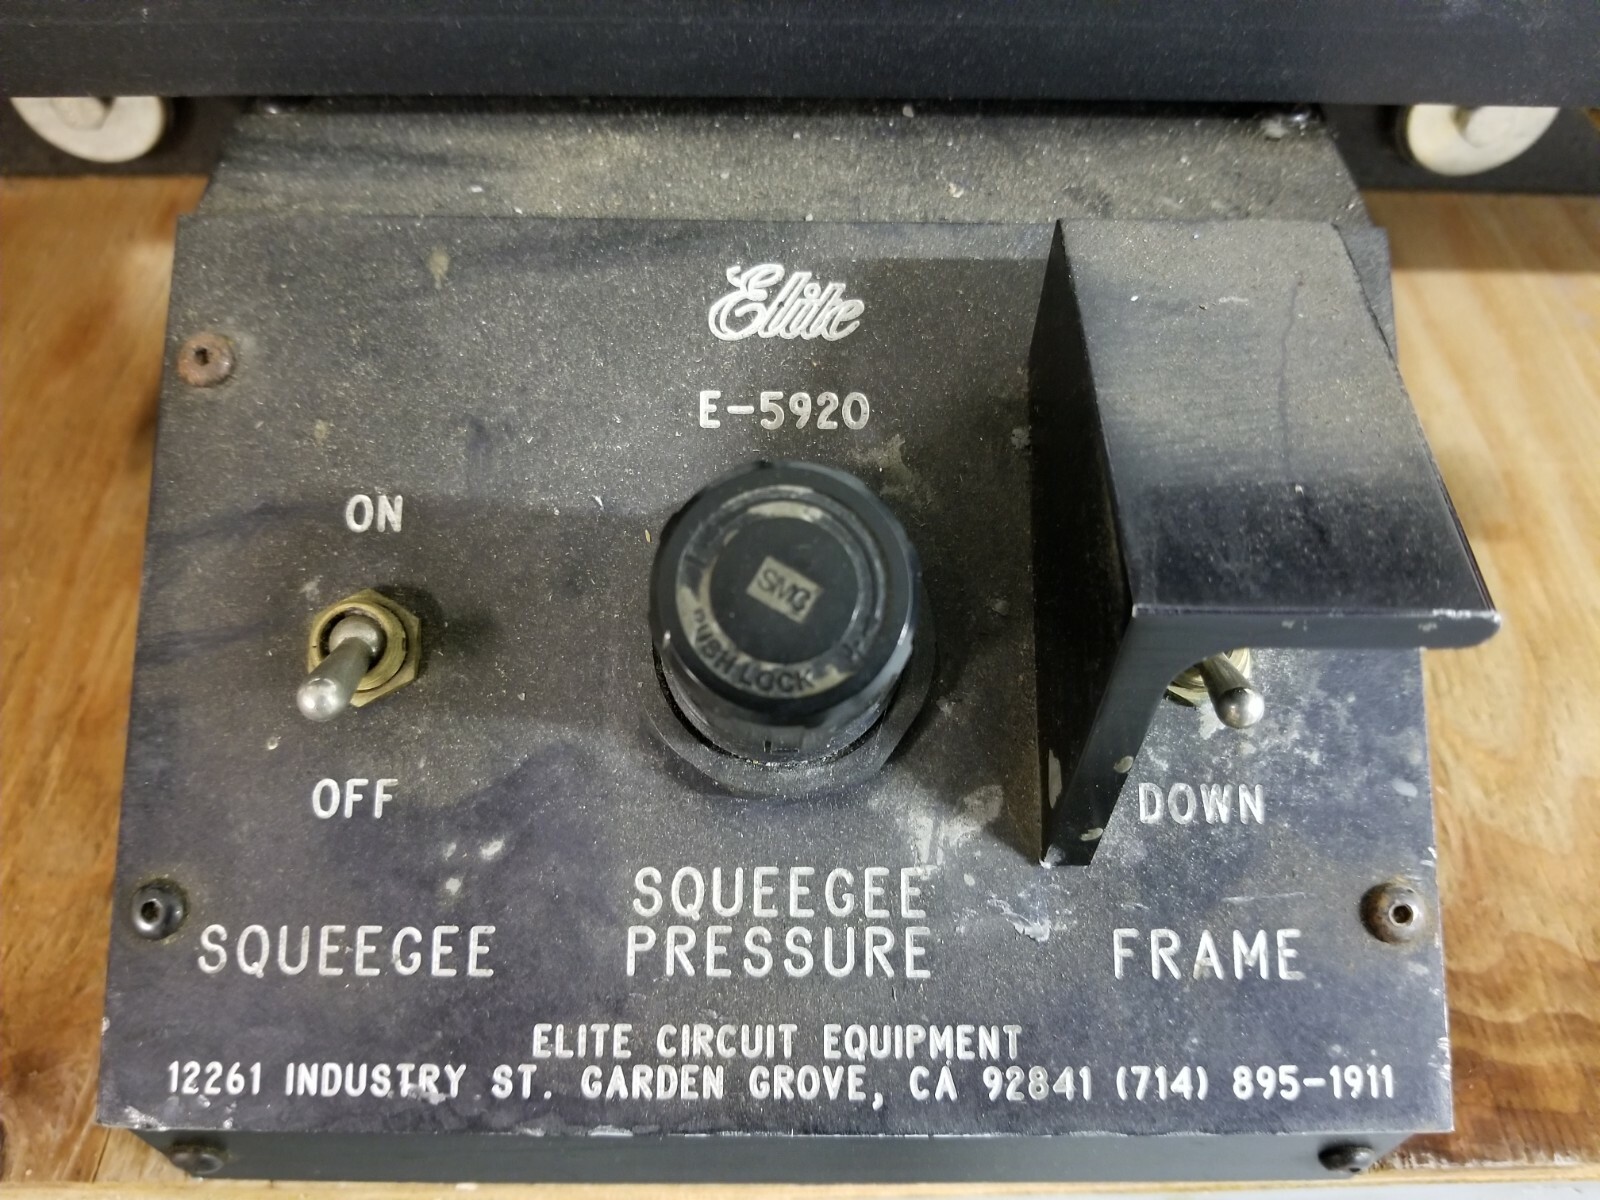 Elite
E-5920
ON
SMC
PUSH LOCK
OFF
DOWN
SQUEEGEE
SQUEEGEE
PRESSURE
FRAME
ELITE CIRCUIT EQUIPMENT
12261 INDUSTRY ST. GARDEN GROVE, CA 92841 (714) 895-1911